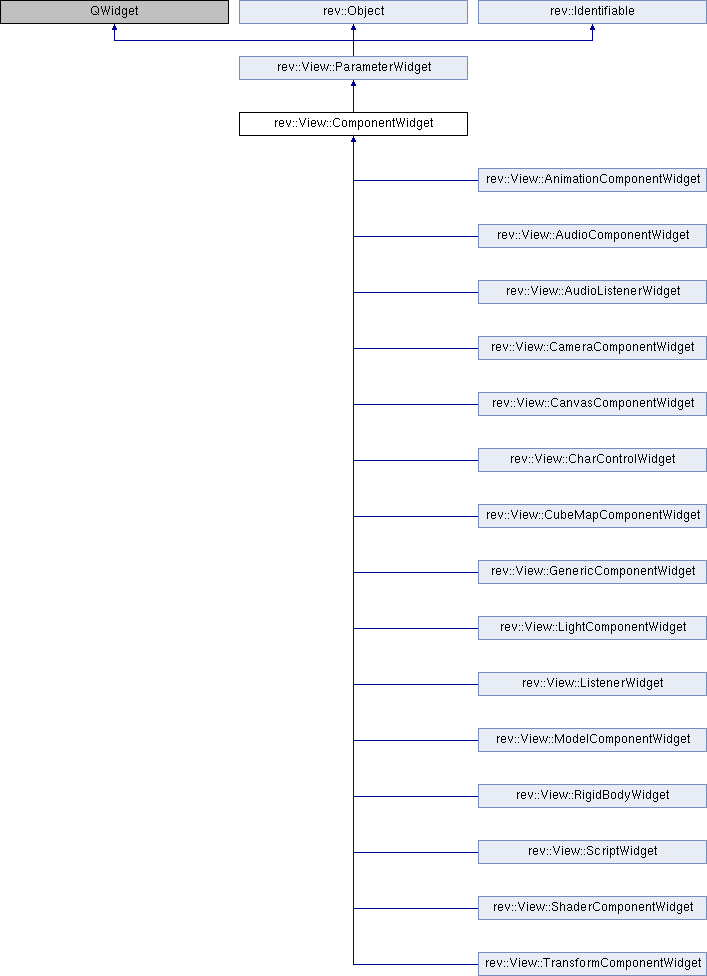 QWidget
rev::Object
rev::Identifiable
rev::View::ParameterWidget
rev::View::ComponentWidget
rev::View::AnimationComponentWidget
rev::View::AudioComponentWidget
rev::View::AudioListenerWidget
rev::View::CameraComponentWidget
rev::View::CanvasComponentWidget
rev::View::CharControlWidget
rev::View::CubeMapComponentWidget
rev::View::GenericComponentWidget
rev::View::LightComponentWidget
rev::View::ListenerWidget
rev::View::ModelComponentWidget
rev::View::RigidBodyWidget
rev::View::ScriptWidget
rev::View::ShaderComponentWidget
rev::View::TransformComponentWidget